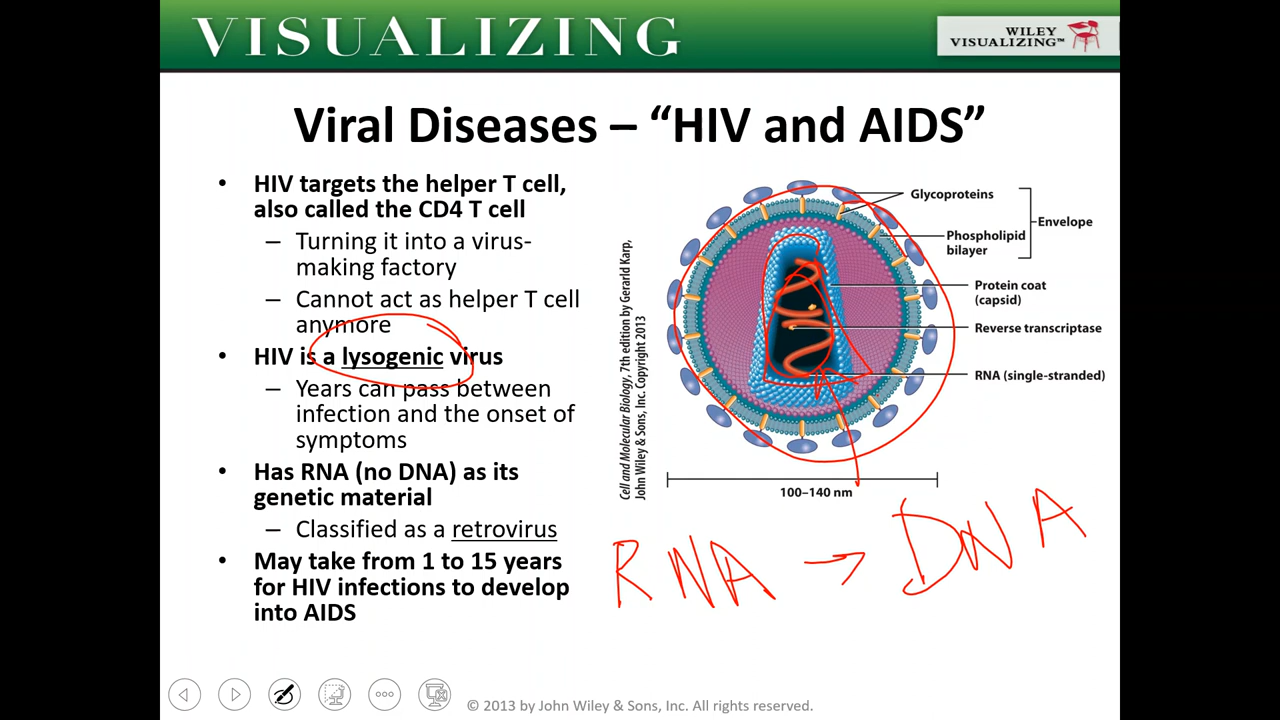 VISUALIZING
WILEY
VISUALIZING™
Viral Diseases – “HIV and AIDS”
• HIV targets the helper T cell,
also called the CD4 T cell
– Turning it into a virus-
making factory
– Cannot act as helper T cell
anymore
• HIV is a lysogenic virus
– Years can pass between
infection and the onset of
symptoms
• Has RNA (no DNA) as its
genetic material
– Classified as a retrovirus
• May take from 1 to 15 years
for HIV infections to develop
into AIDS
Cell and Molecular Biology, 7th edition by Gerarld Karp,
John Wiley & Sons, Inc. Copyright 2013
Glycoproteins
Envelope
Phospholipid
bilayer
Protein coat
(capsid)
Reverse transcriptase
RNA (single-stranded)
100–140 nm
RNA → DNA
© 2013 by John Wiley & Sons, Inc. All rights reserved.